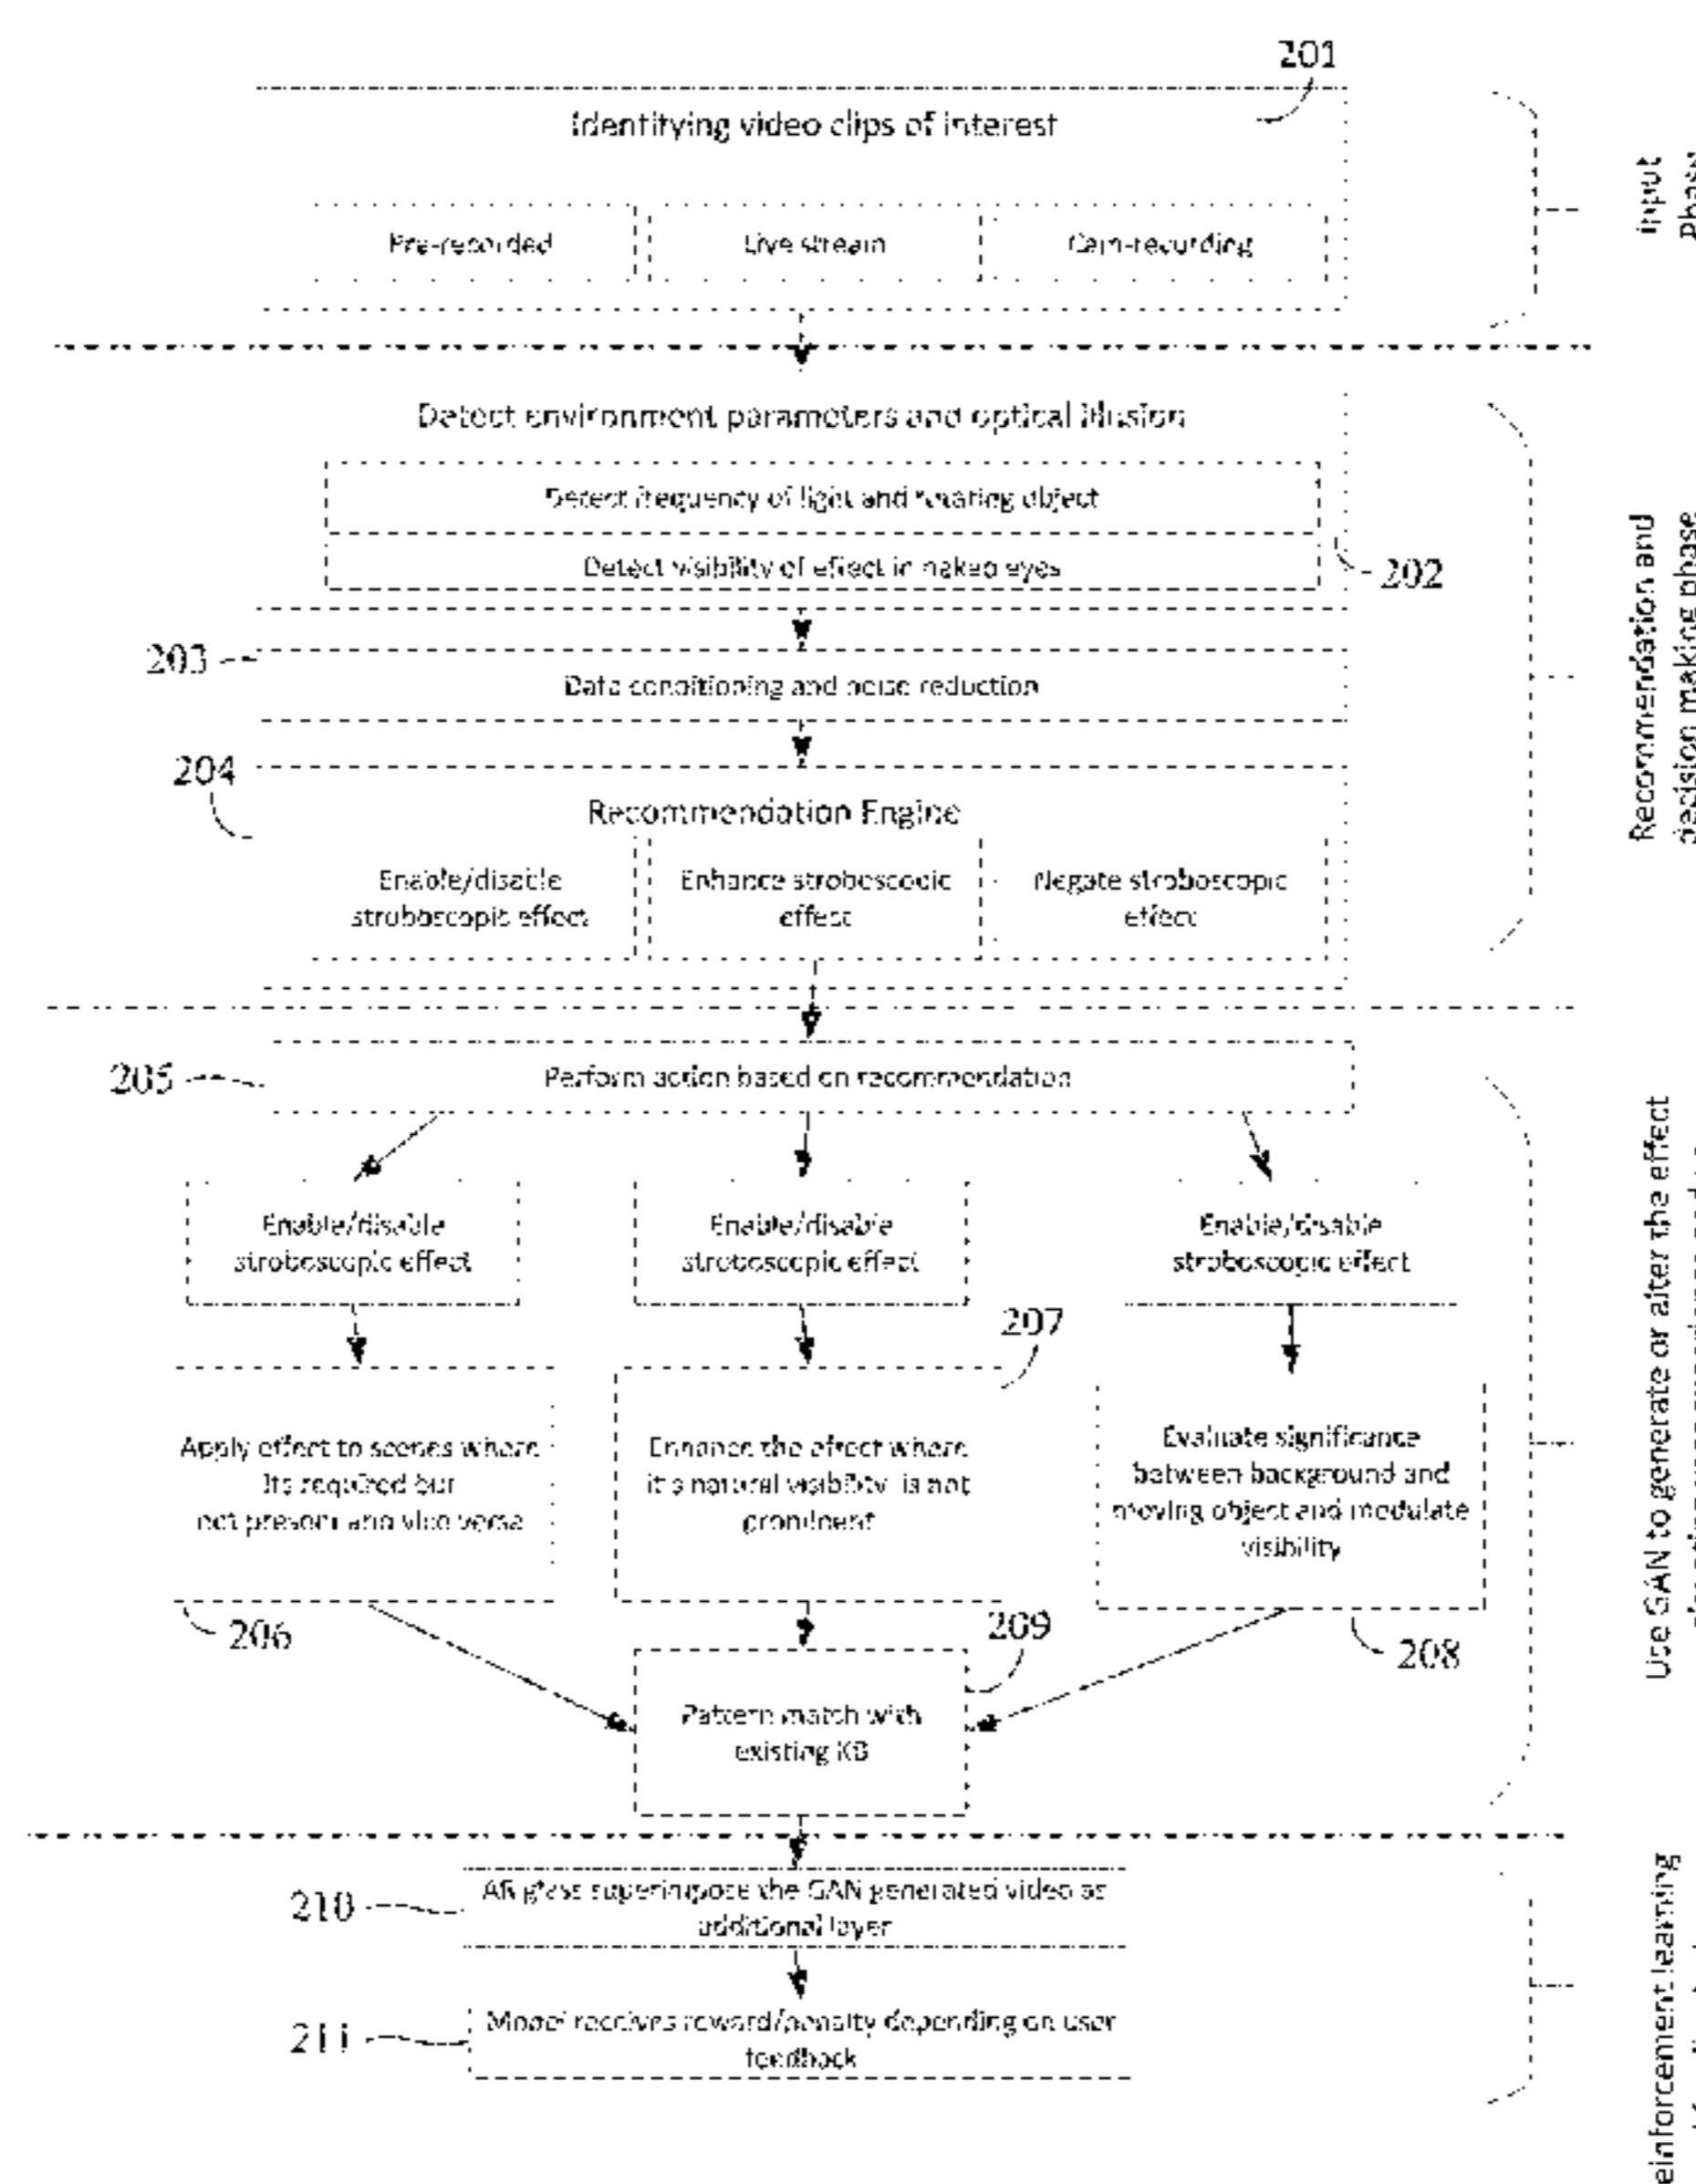 201
Identifying video clips of interest
Pre-recorded
Live stream
Cam-recording
Input
Phase
Detect environment parameters and optical illusion
Detect frequency of light and rotating object
Detect visibility of effect in naked eyes
202
203
Data conditioning and noise reduction
204
Recommendation Engine
Enable/disable
stroboscopic effect
Enhance stroboscopic
effect
Negate stroboscopic
effect
Recommendation and
decision making phase
205
Perform action based on recommendation
Enable/disable
stroboscopic effect
Enable/disable
stroboscopic effect
Enable/disable
stroboscopic effect
207
Apply effect to scenes where
its required but
not present and vice versa
Enhance the effect where
it's natural visibility is not
prominent
Evaluate significance
between background and
moving object and modulate
visibility
206
209
208
Pattern match with
existing KB
Use GAN to generate or alter the effect
210
AR glass superimpose the GAN generated video as
additional layer
211
Model receives reward/penalty depending on user
feedback
einforcement learning